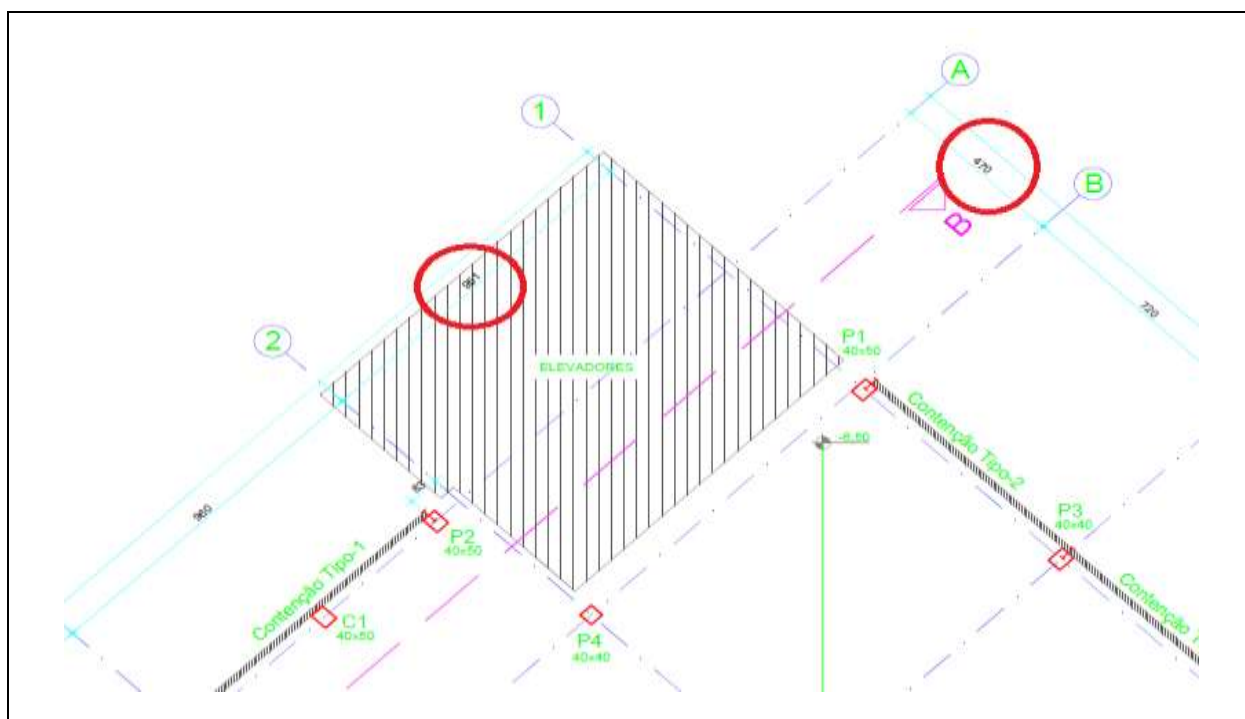 A
1
470
B
B
2
720
ELEVADORES
P1
40x50
Contenção Tipo-2
-6,50
P3
40x40
P2
40x50
Contenção Tipo-1
C1
40x50
P4
40x40
Contenção T